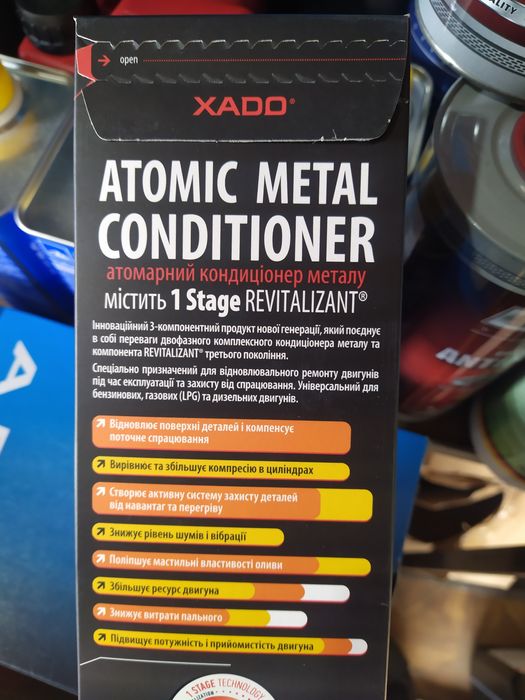 open
XADO®
ATOMIC METAL
CONDITIONER
атомарний кондиціонер металу
містить 1 Stage REVITALIZANT®
Інноваційний 3-компонентний продукт нової генерації, який поєднує
в собі переваги двофазного комплексного кондиціонера металу та
компонента REVITALIZANT® третього покоління.
Спеціально призначений для відновлювального ремонту двигунів
під час експлуатації та захисту від спрацювання. Універсальний для
бензинових, газових (LPG) та дизельних двигунів.
Відновлює поверхні деталей і компенсує
поточне спрацювання
Вирівнює та збільшує компресію в циліндрах
Створює активну систему захисту деталей
від навантаг та перегріву
Знижує рівень шумів і вібрації
Поліпшує мастильні властивості оливи
Збільшує ресурс двигуна
Знижує витрати пального
Підвищує потужність і прийомистість двигуна
1 STAGE TECHNOLOGY
QUALITY
ANT